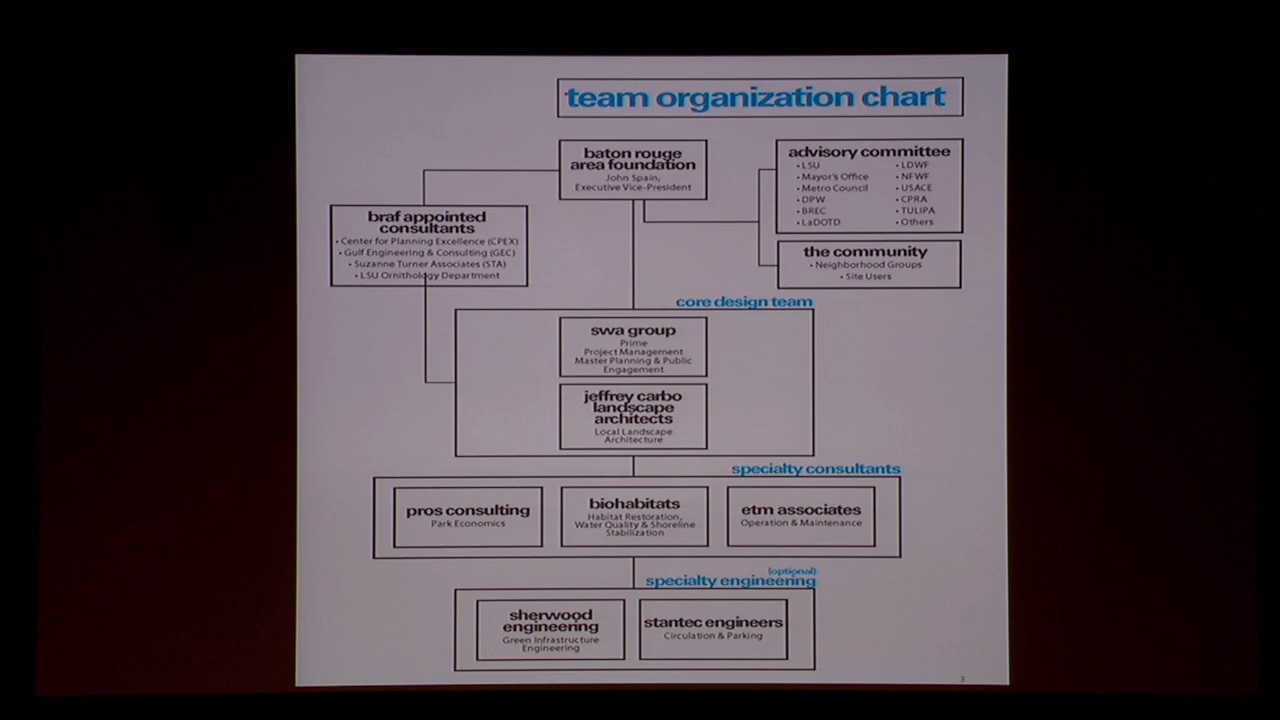 team organization chart
baton rouge
area foundation
John Spain,
Executive Vice-President
advisory committee
• LSU
• Mayor's Office
• Metro Council
• DPW
• BREC
• LaDOTD
• LDWF
• NFWF
• USACE
• CPRA
• TULIPA
• Others
braf appointed
consultants
• Center for Planning Excellence (CPEX)
• Gulf Engineering & Consulting (GEC)
• Suzanne Turner Associates (STA)
• LSU Ornithology Department
the community
• Neighborhood Groups
• Site Users
core design team
swa group
Prime
Project Management
Master Planning & Public
Engagement
jeffrey carbo
landscape
architects
Local Landscape
Architecture
specialty consultants
pros consulting
Park Economics
biohabitats
Habitat Restoration,
Water Quality & Shoreline
Stabilization
etm associates
Operation & Maintenance
(optional)
specialty engineering
sherwood
engineering
Green Infrastructure
Engineering
stantec engineers
Circulation & Parking
3